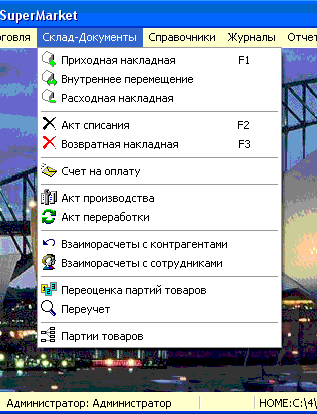 SuperMarket
рговля Склад-Документы Справочники Журналы Отчет
Приходная накладная F1
Внутреннее перемещение
Расходная накладная
Акт списания F2
Возвратная накладная F3
Счет на оплату
Акт производства
Акт переработки
Взаиморасчеты с контрагентами
Взаиморасчеты с сотрудниками
Переоценка партий товаров
Переучет
Партии товаров
Администратор: Администратор HOME:C:\4\